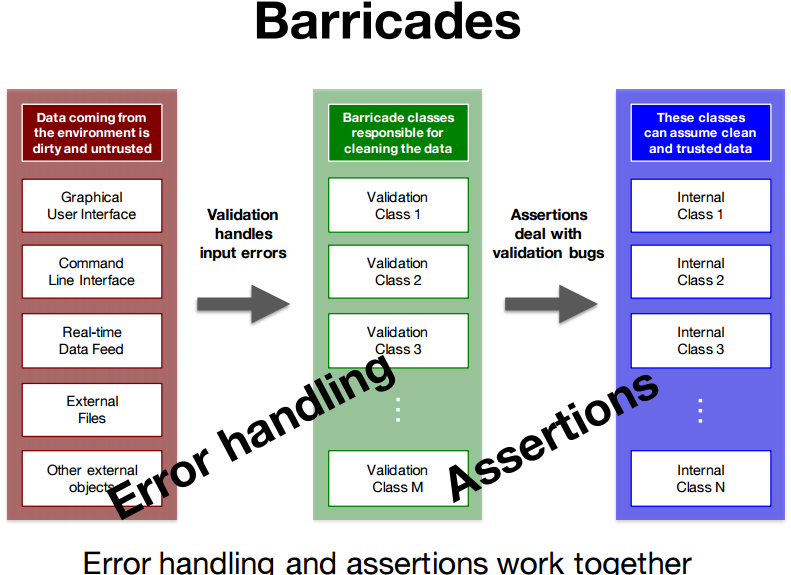 Barricades
Data coming from
the environment is
dirty and untrusted
Graphical
User Interface
Command
Line Interface
Real-time
Data Feed
External
Files
Other external
objects
Validation
handles
input errors
Barricade classes
responsible for
cleaning the data
Validation
Class 1
Validation
Class 2
Validation
Class 3
Validation
Class M
Assertions
deal with
validation bugs
These classes
can assume clean
and trusted data
Internal
Class 1
Internal
Class 2
Internal
Class 3
Internal
Class N
Error handling
Assertions
Error handling and assertions work together